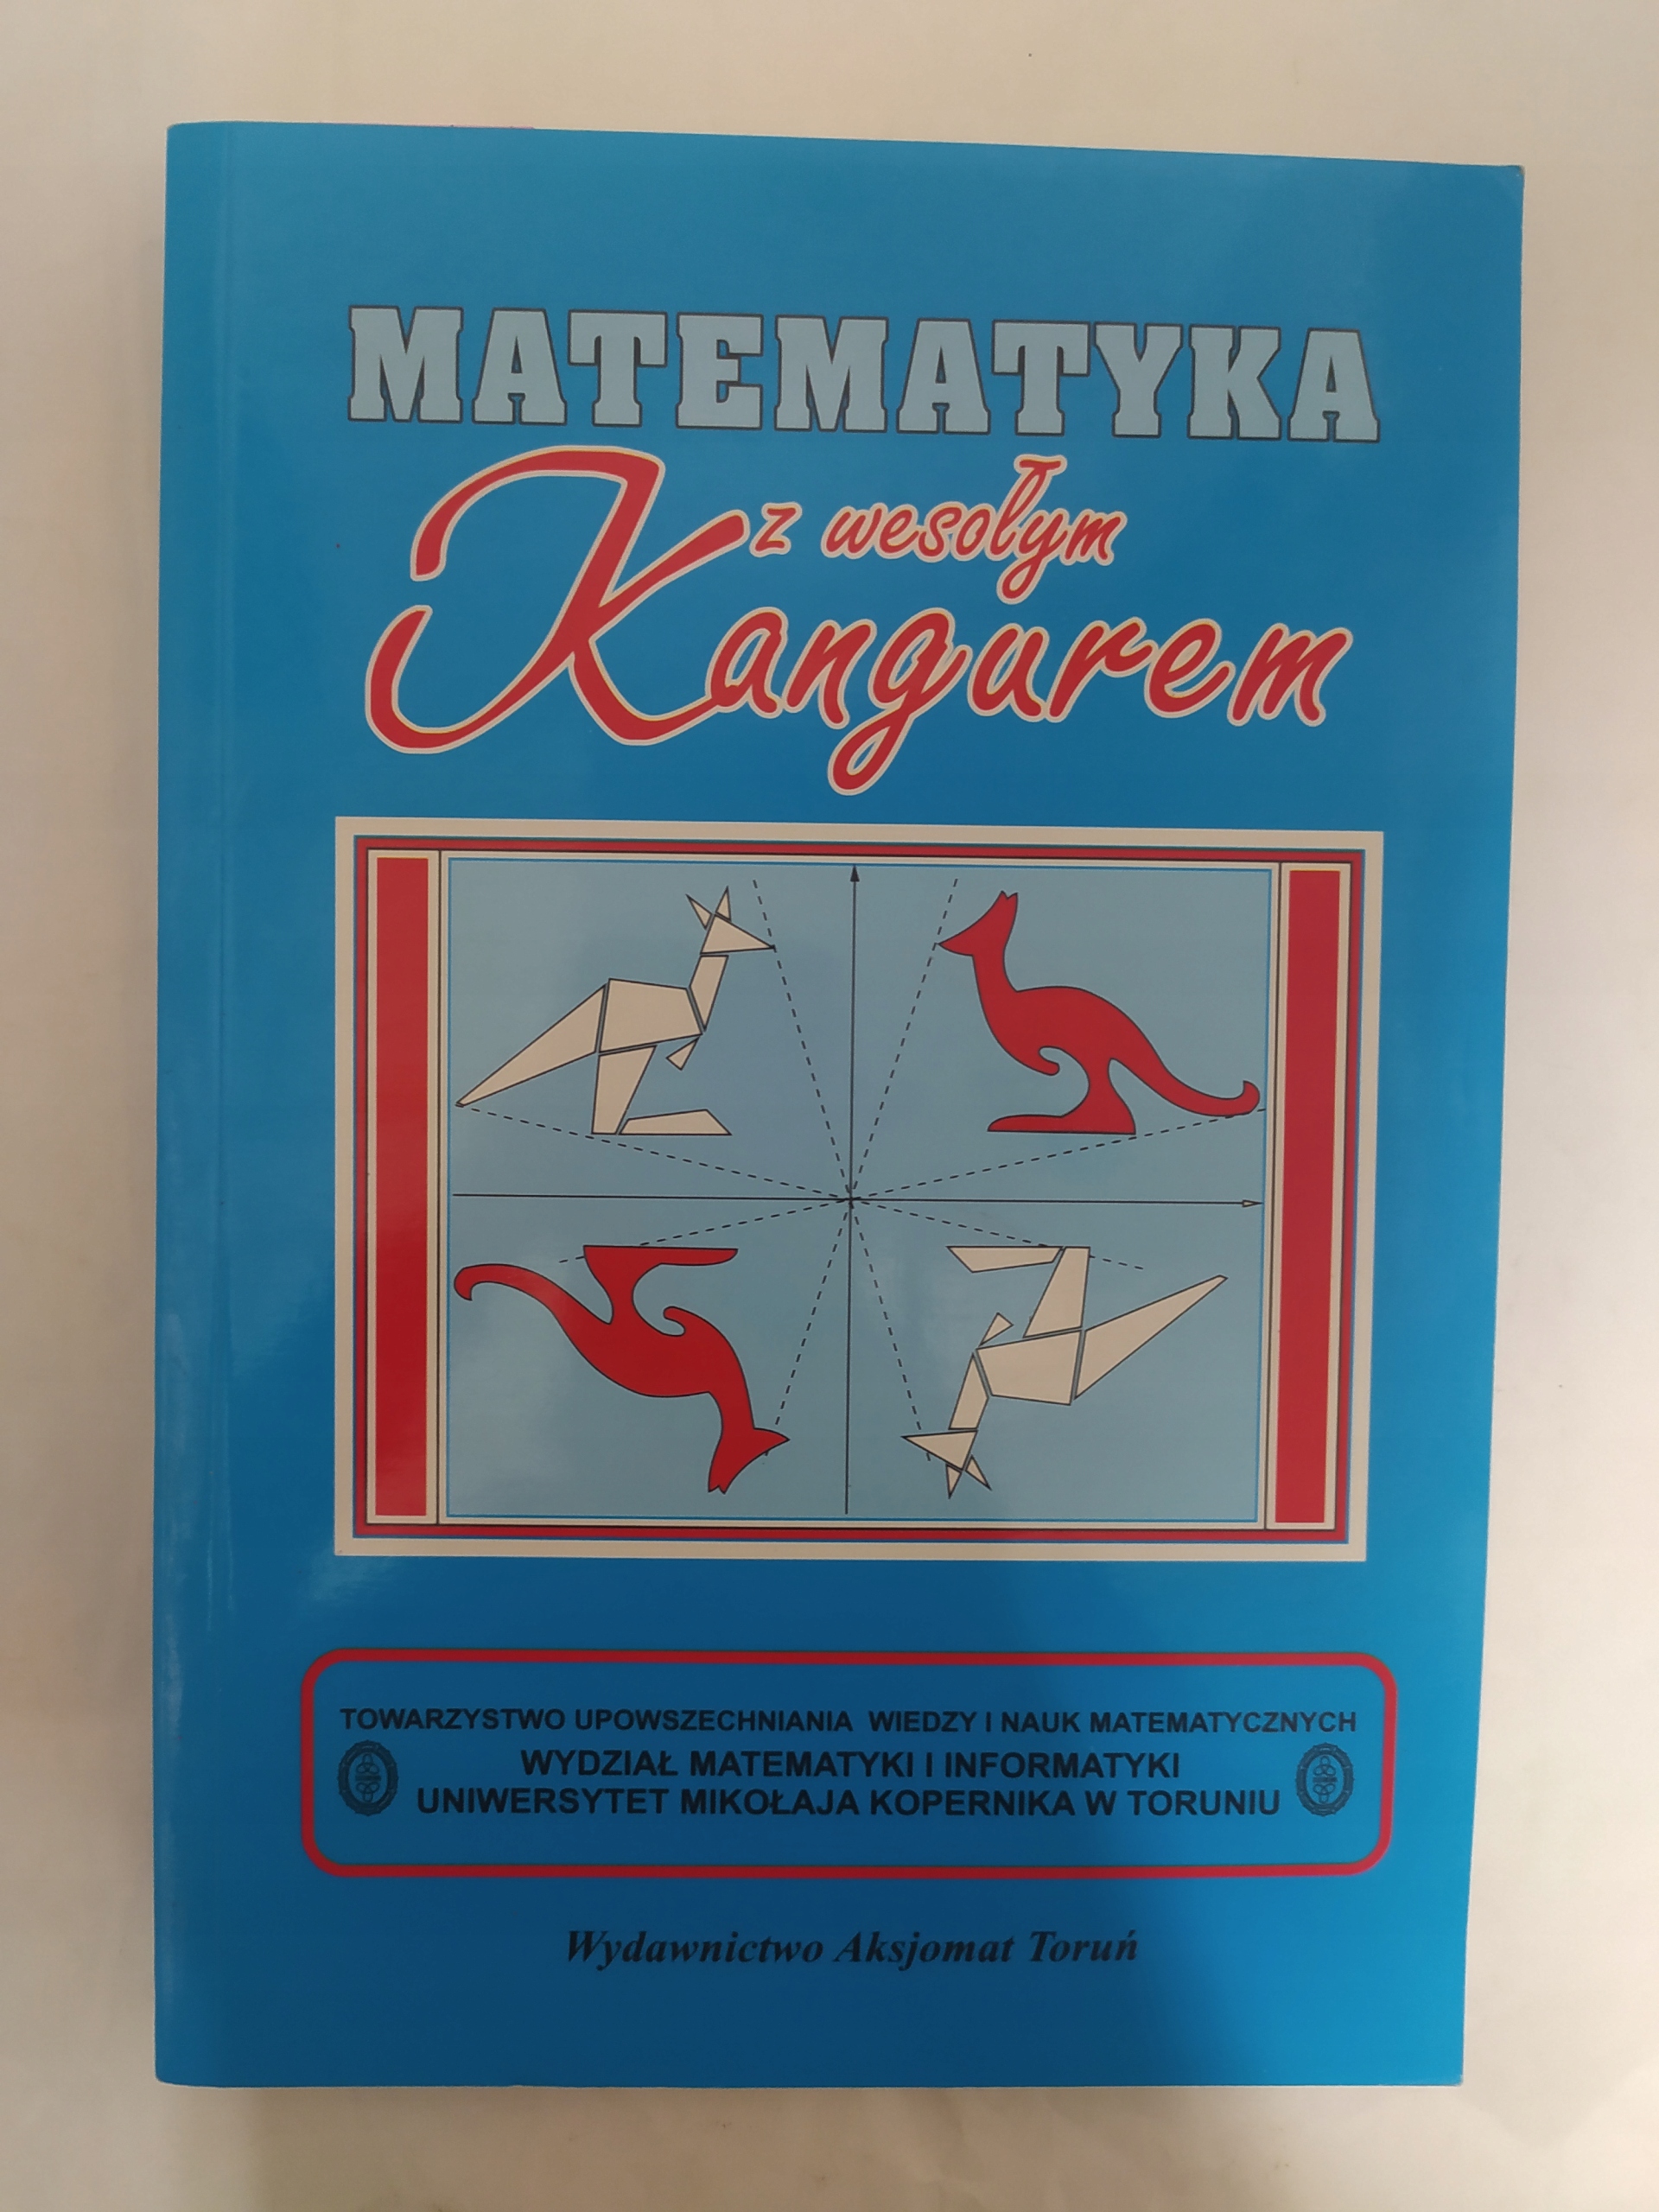 MATEMATYKA
z wesołym
Kangurem
TOWARZYSTWO UPOWSZECHNIANIA WIEDZY I NAUK MATEMATYCZNYCH
WYDZIAŁ MATEMATYKI I INFORMATYKI
UNIWERSYTET MIKOŁAJA KOPERNIKA W TORUNIU
Wydawnictwo Aksjomat Toruń